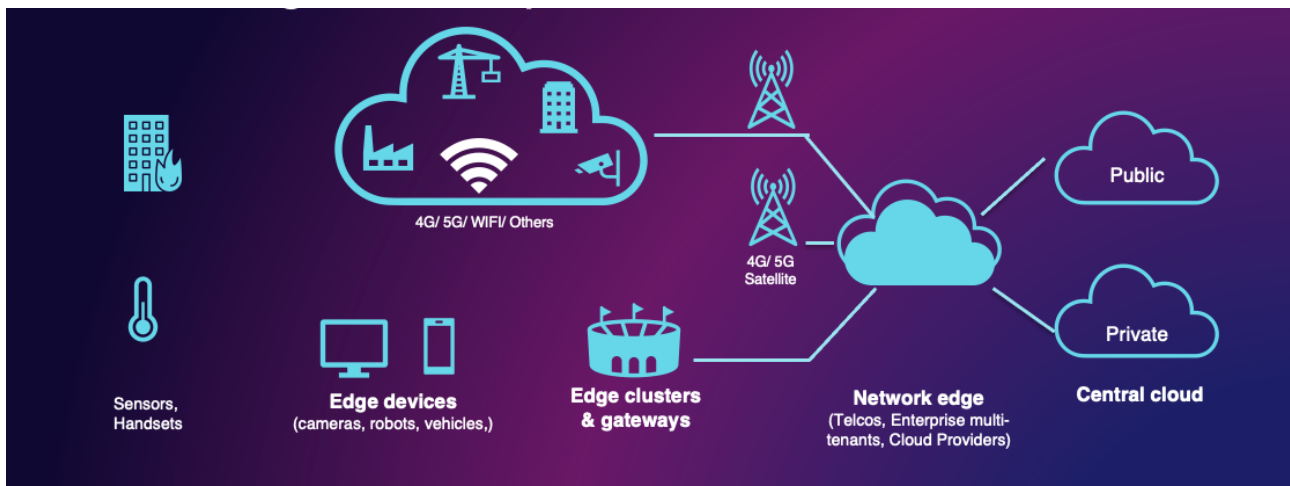 4G/ 5G/ WIFI/ Others
4G/ 5G
Satellite
Public
Private
Sensors,
Handsets
Edge devices
(cameras, robots, vehicles,)
Edge clusters
& gateways
Network edge
(Telcos, Enterprise multi-
tenants, Cloud Providers)
Central cloud